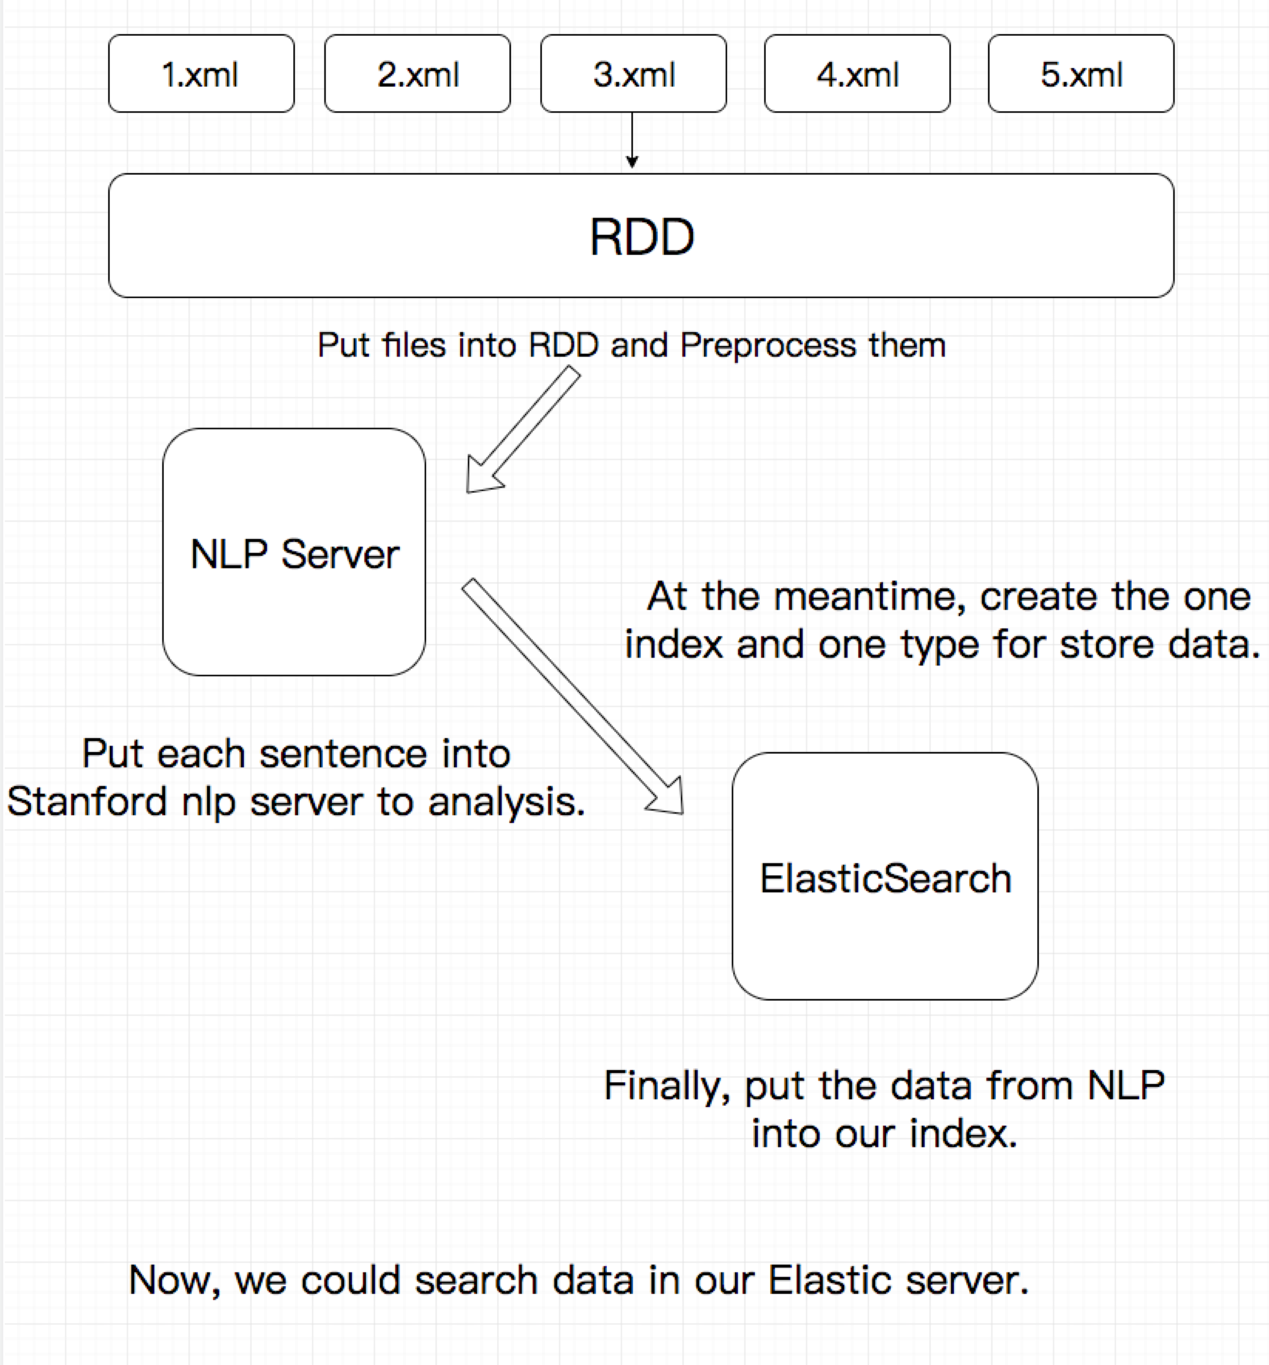 1.xml
2.xml
3.xml
4.xml
5.xml
RDD
Put files into RDD and Preprocess them
NLP Server
At the meantime, create the one
index and one type for store data.
Put each sentence into
Stanford nlp server to analysis.
ElasticSearch
Finally, put the data from NLP
into our index.
Now, we could search data in our Elastic server.